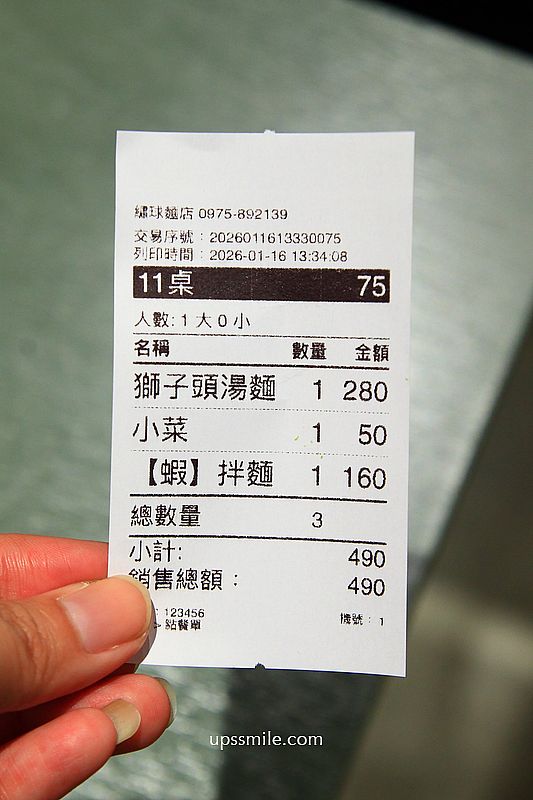 繡球麵店 0975-892139
交易序號：2026011613330075
列印時間：2026-01-16 13:34:08
11桌 75
人數: 1 大 0 小
名稱 數量 金額
獅子頭湯麵 1 280
小菜 1 50
【蝦】拌麵 1 160
總數量 3
小計: 490
銷售總額： 490
: 123456 機號： 1
點餐單
upssmile.com